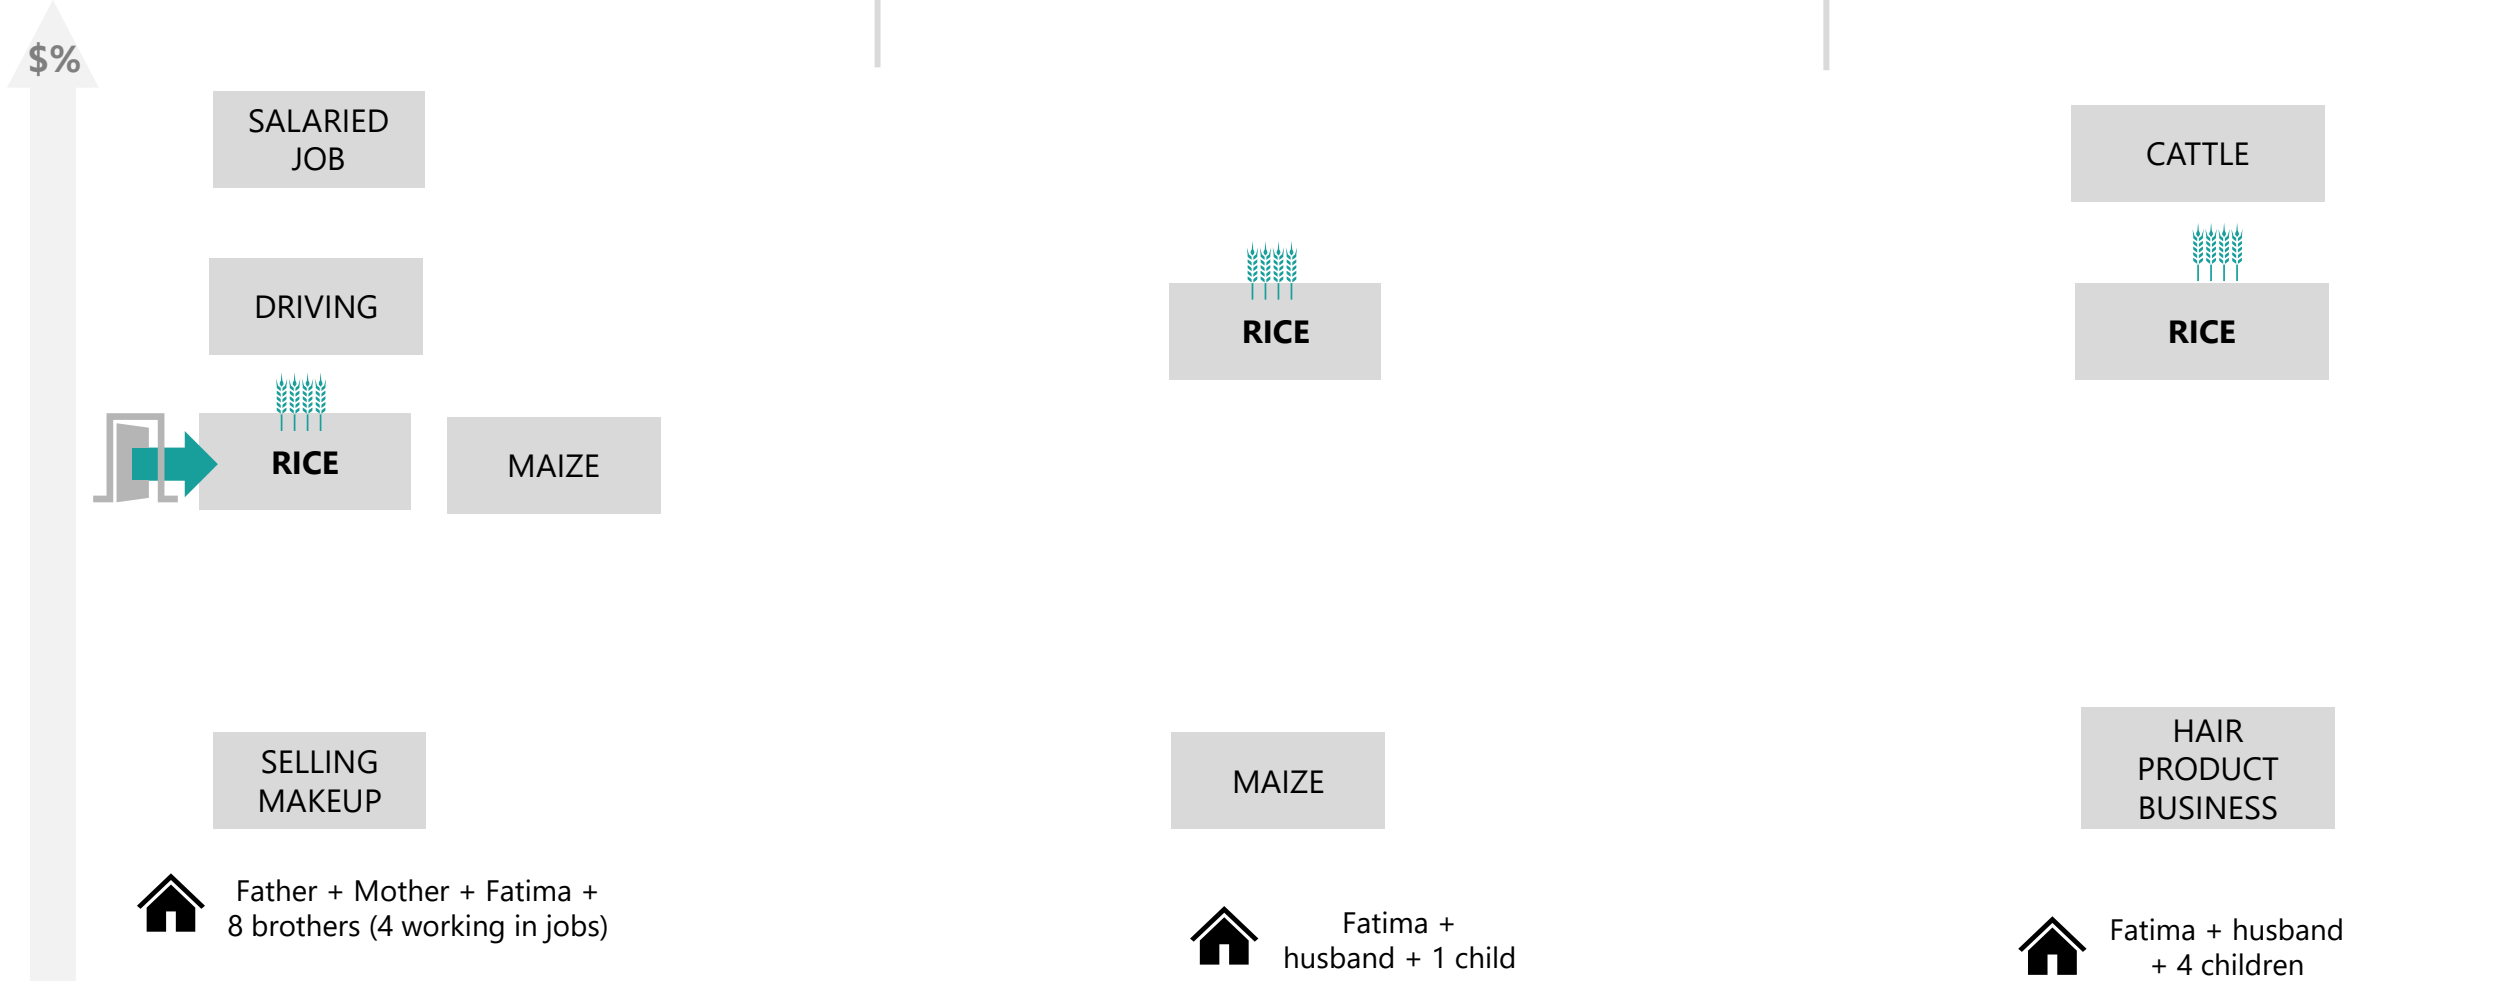 $%
SALARIED
JOB
DRIVING
RICE
MAIZE
SELLING
MAKEUP
Father + Mother + Fatima +
8 brothers (4 working in jobs)
RICE
MAIZE
Fatima +
husband + 1 child
CATTLE
RICE
HAIR
PRODUCT
BUSINESS
Fatima + husband
+ 4 children